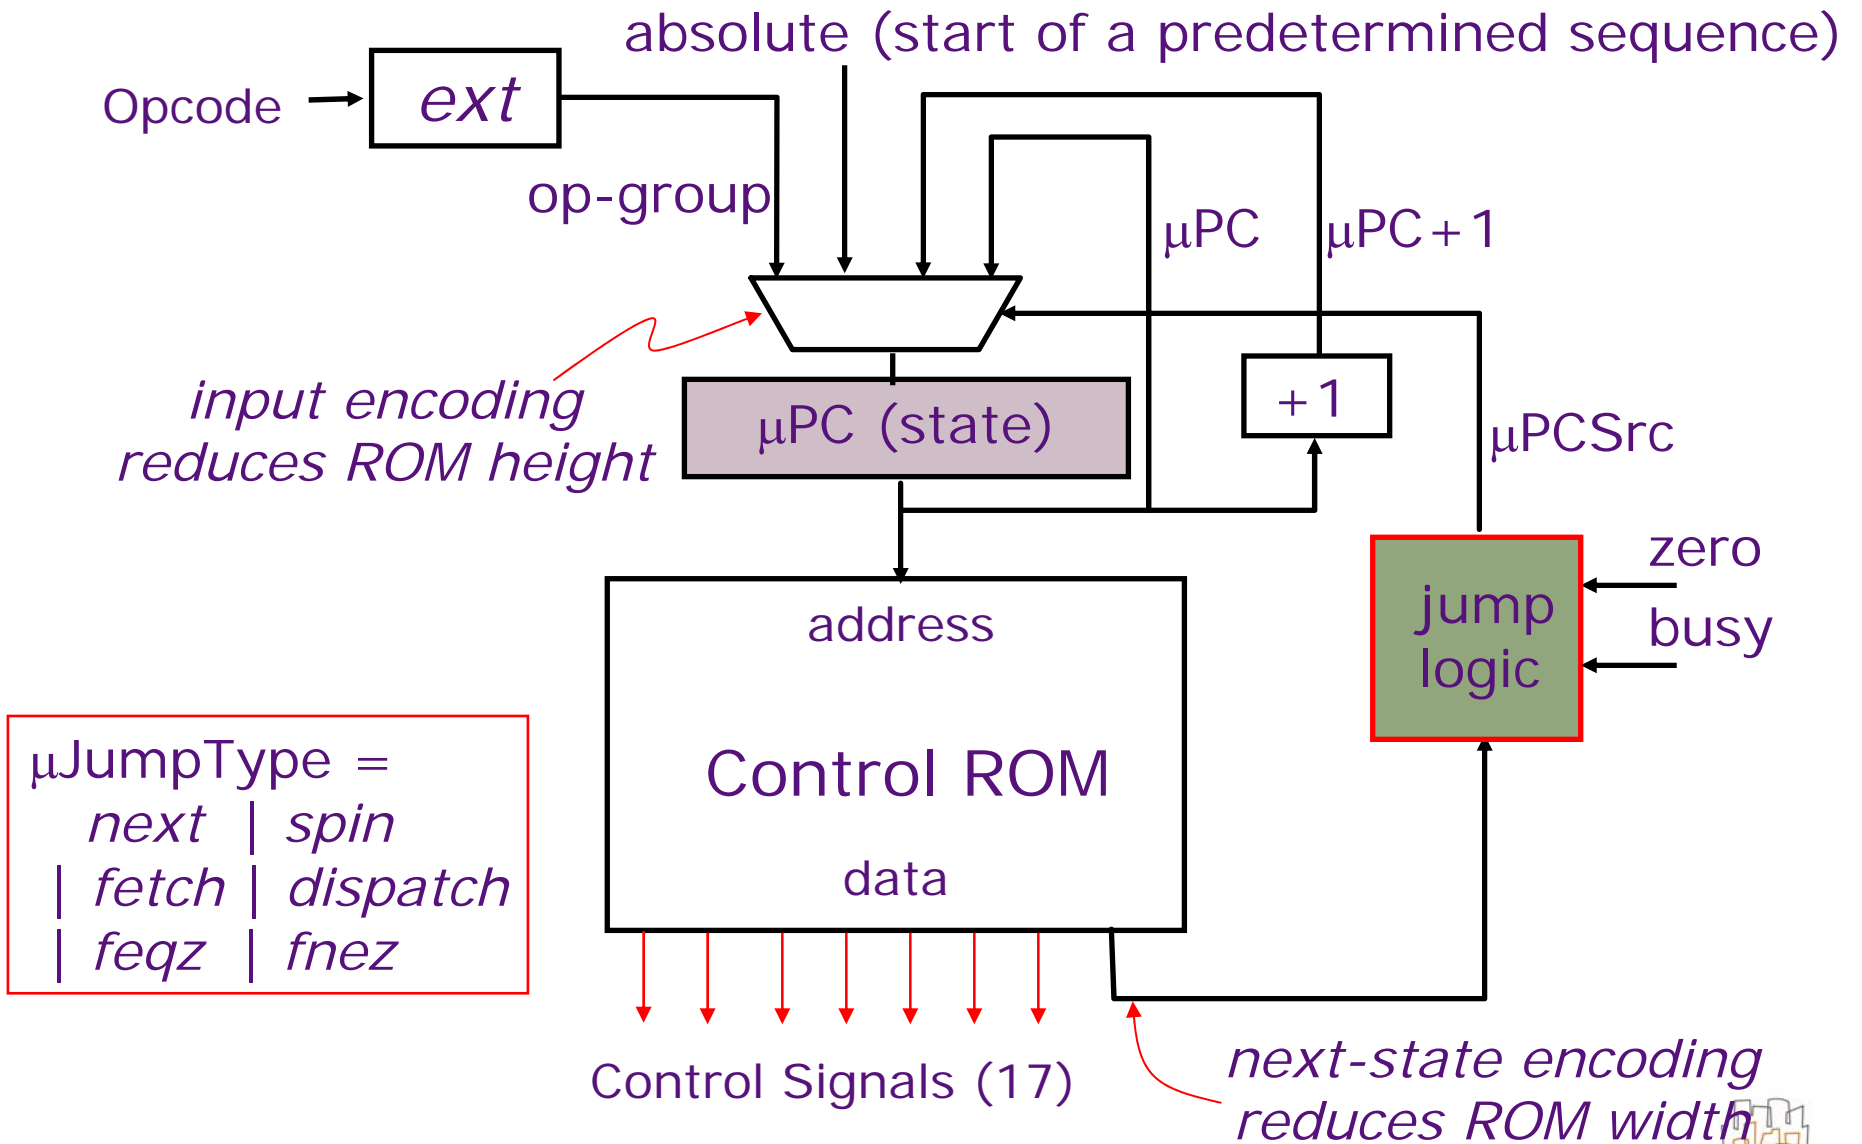 absolute (start of a predetermined sequence)
Opcode
ext
op-group
μPC
μPC+1
input encoding
reduces ROM height
μPC (state)
+1
μPCSrc
zero
busy
jump
logic
address
Control ROM
data
μJumpType =
next | spin
| fetch | dispatch
| feqz | fnez
Control Signals (17)
next-state encoding
reduces ROM width